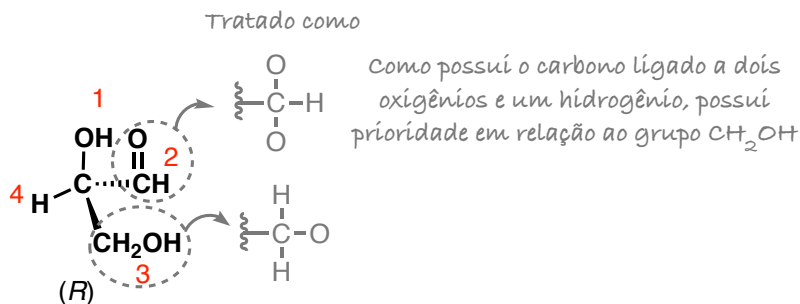 Tratado como
O
C H
O
Como possui o carbono ligado a dois
oxigênios e um hidrogênio, possui
prioridade em relação ao grupo CH2OH
1
OH O
2
4 H C CH
CH2OH
3
H
C O
H
(R)